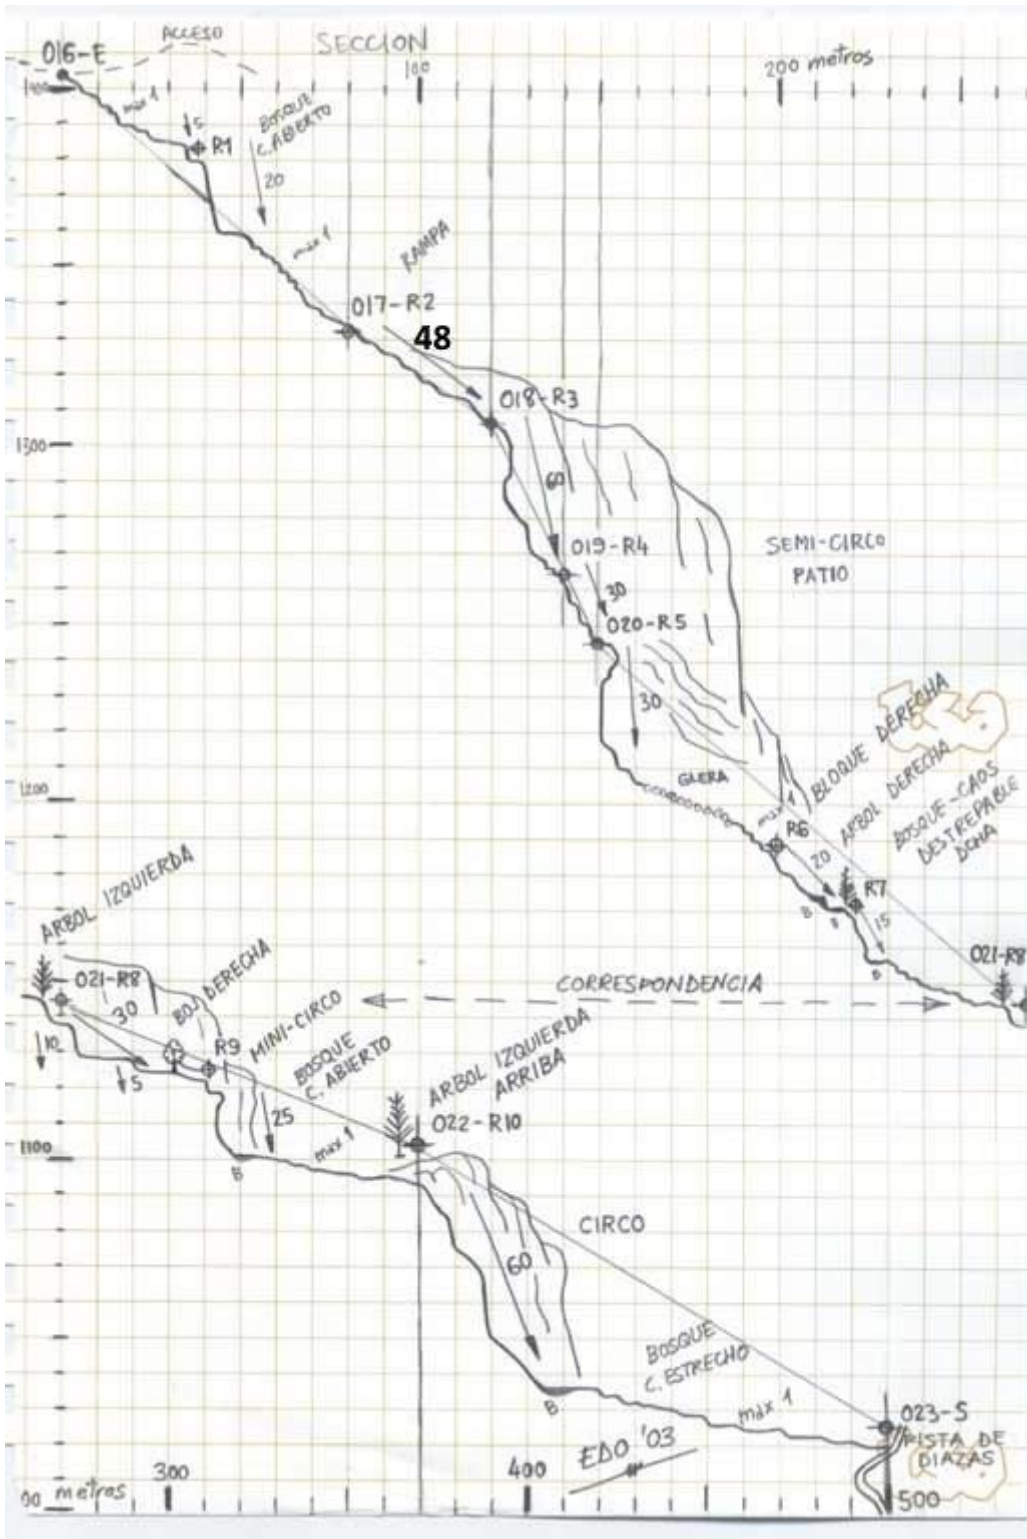 ACCESO
SECCION
016-E
100
200 metros
max 1
5
R1
BOSQUE
C. ABIERTO
20
max 1
RAMPA
017-R2
48
018-R3
1300
60
019-R4
SEMI-CIRCO
PATIO
30
020-R5
30
GLERA
1200
max 1
BLOQUE DERECHA
R6
20
ARBOL DERECHA
BOSQUE-CAOS
DESTREPABLE
DCHA
R7
B
B
15
B
021-R8
ARBOL IZQUIERDA
021-R8
CORRESPONDENCIA
30
BOJ DERECHA
10
5
R9
MINI-CIRCO
BOSQUE
C. ABIERTO
25
ARBOL IZQUIERDA
ARRIBA
022-R10
max 1
1100
B
CIRCO
60
BOSQUE
C. ESTRECHO
B
max 1
023-S
PISTA DE
DIAZAS
EDO '03
300
400
500
metros